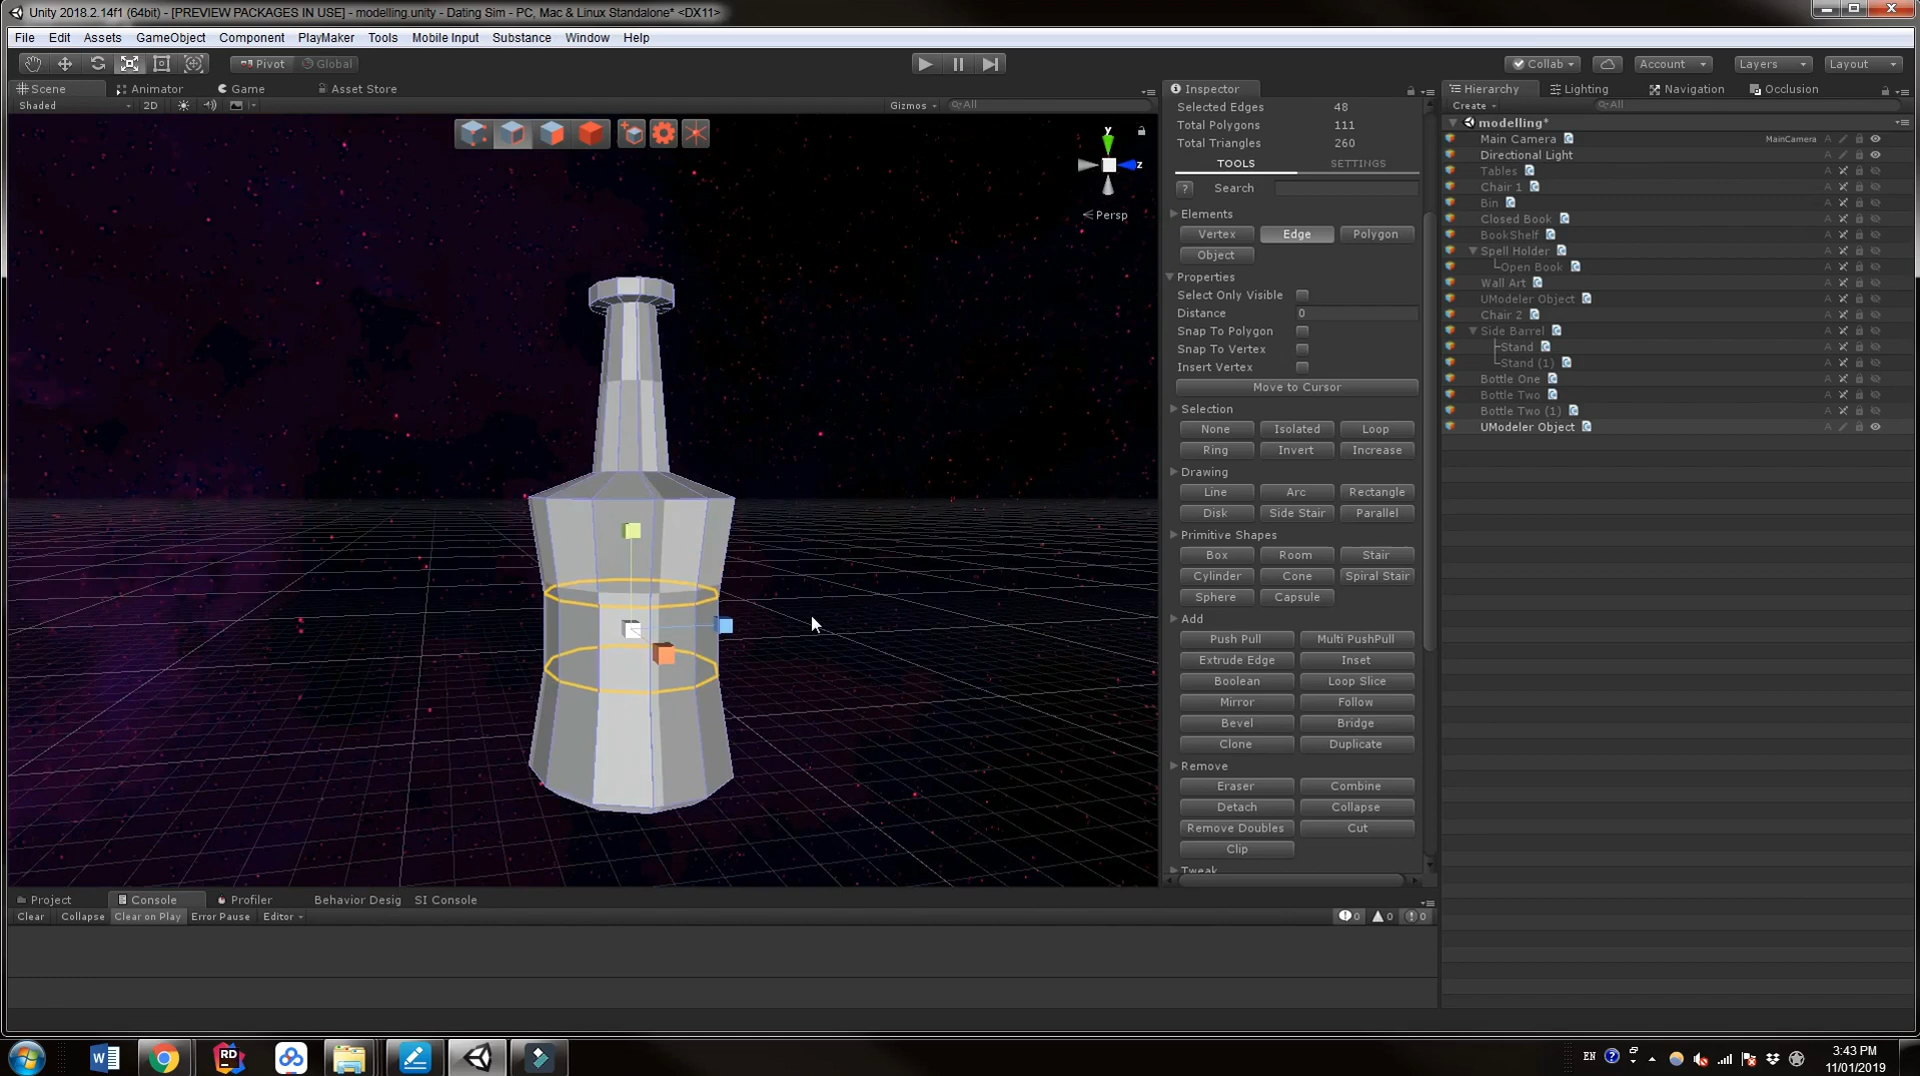 Unity 2018.2.14f1 (64bit) - [PREVIEW PACKAGES IN USE] - modelling.unity - Dating Sim - PC, Mac & Linux Standalone* <DX11>
File Edit Assets GameObject Component PlayMaker Tools Mobile Input Substance Window Help
Pivot Global Collab Account Layers Layout
Scene Animator Game Asset Store
Shaded 2D Gizmos All
y
z
Persp
Inspector
Selected Edges 48
Total Polygons 111
Total Triangles 260
TOOLS SETTINGS
? Search
Elements
Vertex Edge Polygon
Object
Properties
Select Only Visible
Distance 0
Snap To Polygon
Snap To Vertex
Insert Vertex
Move to Cursor
Selection
None Isolated Loop
Ring Invert Increase
Drawing
Line Arc Rectangle
Disk Side Stair Parallel
Primitive Shapes
Box Room Stair
Cylinder Cone Spiral Stair
Sphere Capsule
Add
Push Pull Multi PushPull
Extrude Edge Inset
Boolean Loop Slice
Mirror Follow
Bevel Bridge
Clone Duplicate
Remove
Eraser Combine
Detach Collapse
Remove Doubles Cut
Clip
Tweak
Hierarchy Lighting Navigation Occlusion
Create All
modelling*
Main Camera MainCamera
Directional Light
Tables
Chair 1
Bin
Closed Book
BookShelf
Spell Holder
Open Book
Wall Art
UModeler Object
Chair 2
Side Barrel
Stand
Stand (1)
Bottle One
Bottle Two
Bottle Two (1)
UModeler Object
Project Console Profiler Behavior Desig SI Console
Clear Collapse Clear on Play Error Pause Editor 0 0 0
W RD EN ? 3:43 PM
11/01/2019